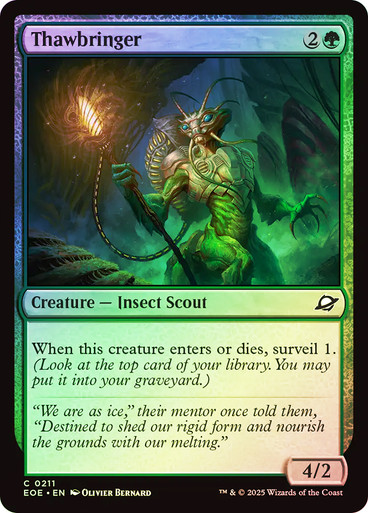 Thawbringer 2
Creature — Insect Scout
When this creature enters or dies, surveil 1.
(Look at the top card of your library. You may
put it into your graveyard.)
“We are as ice,” their mentor once told them,
“Destined to shed our rigid form and nourish
the grounds with our melting.”
4/2
C 0211
EOE • EN Olivier Bernard
™ & © 2025 Wizards of the Coast